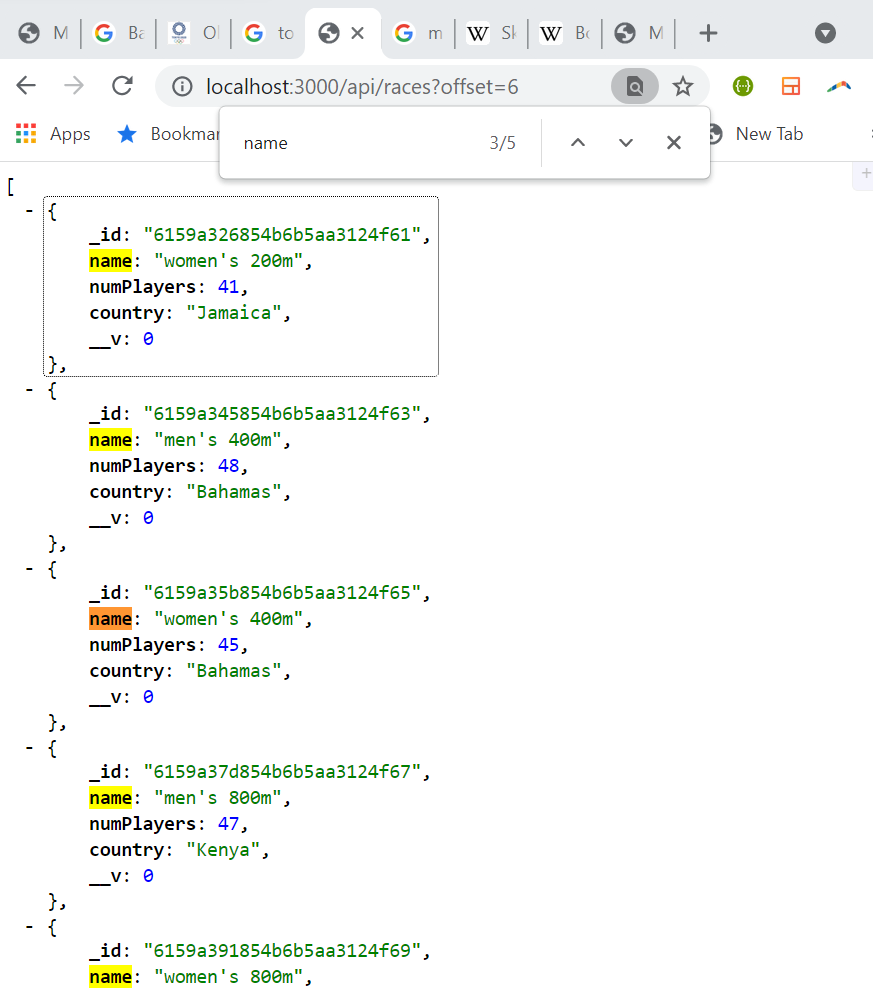 M Ba Ol to m Sk Bo M
localhost:3000/api/races?offset=6
Apps Bookmar New Tab
name 3/5
[
- {
_id: "6159a326854b6b5aa3124f61",
name: "women's 200m",
numPlayers: 41,
country: "Jamaica",
__v: 0
},
- {
_id: "6159a345854b6b5aa3124f63",
name: "men's 400m",
numPlayers: 48,
country: "Bahamas",
__v: 0
},
- {
_id: "6159a35b854b6b5aa3124f65",
name: "women's 400m",
numPlayers: 45,
country: "Bahamas",
__v: 0
},
- {
_id: "6159a37d854b6b5aa3124f67",
name: "men's 800m",
numPlayers: 47,
country: "Kenya",
__v: 0
},
- {
_id: "6159a391854b6b5aa3124f69",
name: "women's 800m",